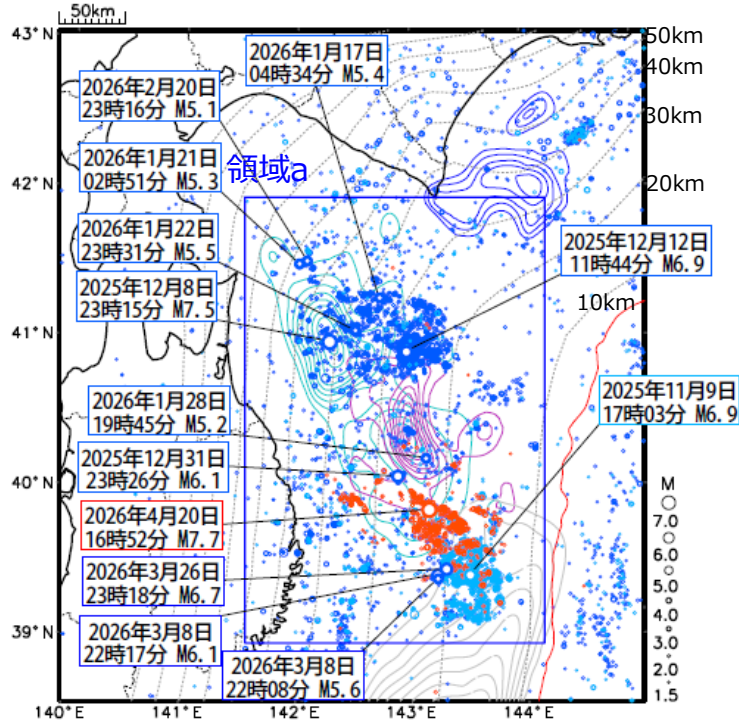 50km
43°N
50km
40km
30km
20km
10km
42°N
41°N
40°N
39°N
140°E
141°E
142°E
143°E
144°E
2026年1月17日
04時34分 M5.4
2026年2月20日
23時16分 M5.1
2026年1月21日
02時51分 M5.3
領域a
2026年1月22日
23時31分 M5.5
2025年12月12日
11時44分 M6.9
2025年12月8日
23時15分 M7.5
2025年11月9日
17時03分 M6.9
2026年1月28日
19時45分 M5.2
2025年12月31日
23時26分 M6.1
2026年4月20日
16時52分 M7.7
2026年3月26日
23時18分 M6.7
2026年3月8日
22時17分 M6.1
2026年3月8日
22時08分 M5.6
M
7.0
6.0
5.0
4.0
3.0
2.0
1.5